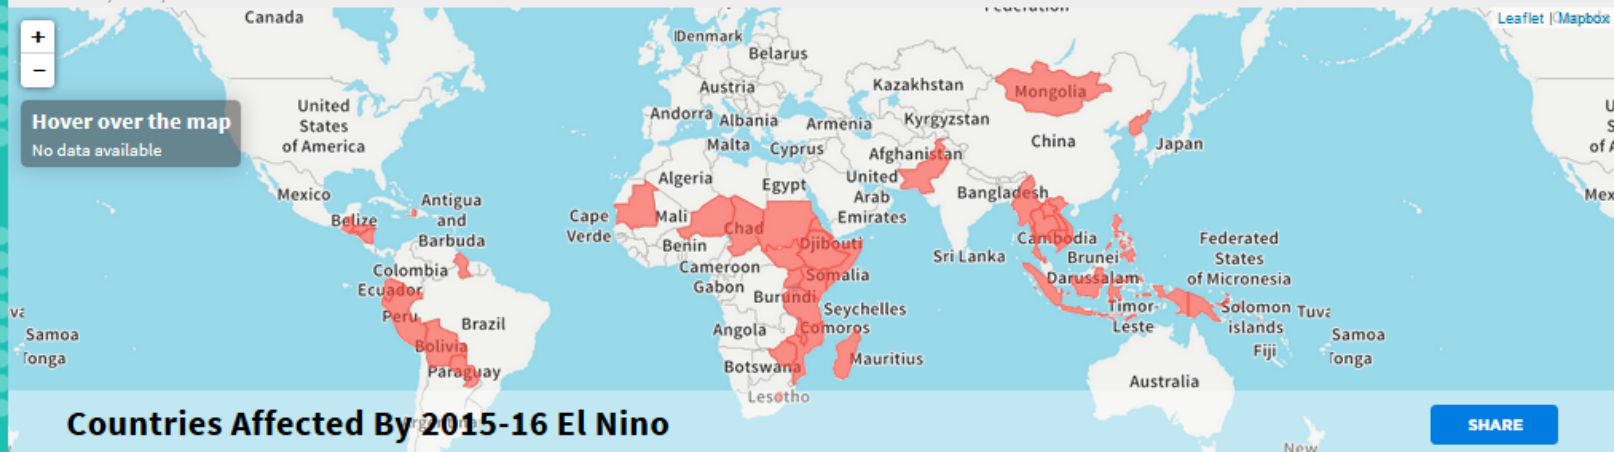 Canada
Federation
Leaflet | Mapbox
+
−
Denmark
Belarus
Austria
Kazakhstan
Mongolia
United
States
of America
Hover over the map
No data available
Andorra
Albania
Armenia
Kyrgyzstan
China
Japan
Malta
Cyprus
Afghanistan
Mexico
Algeria
Egypt
United
Arab
Emirates
Bangladesh
Antigua
and
Barbuda
Belize
Cape
Verde
Mali
Chad
Benin
Djibouti
Sri Lanka
Cambodia
Brunei
Darussalam
Federated
States
of Micronesia
Colombia
Ecuador
Cameroon
Gabon
Somalia
Burundi
Seychelles
Peru
Brazil
Angola
Comoros
Timor-
Leste
Solomon
islands
Samoa
Tonga
Fiji
Samoa
Tonga
Bolivia
Paraguay
Botswana
Mauritius
Australia
Lesotho
Countries Affected By 2015-16 El Nino
SHARE
New